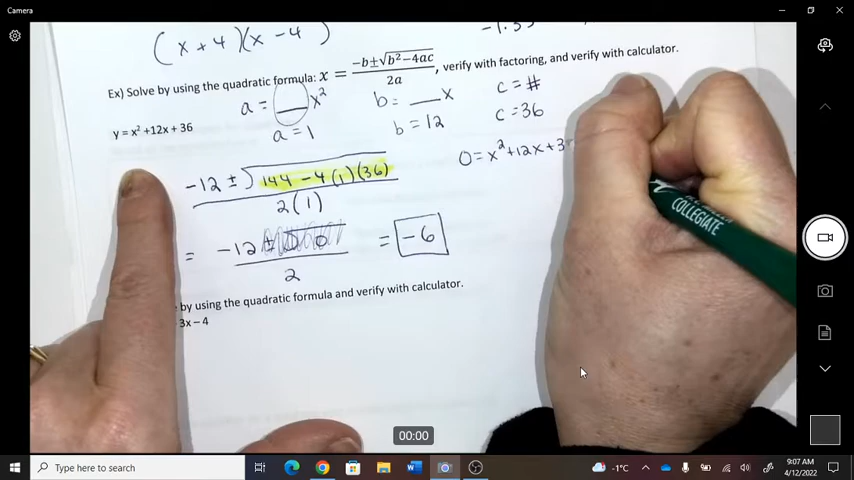 Camera
(x+4)(x-4)
-1.35
Ex) Solve by using the quadratic formula: x = −b±√b²−4ac / 2a , verify with factoring, and verify with calculator.
a = ___x² b = ___x c = #
y = x² +12x + 36
a = 1 b = 12 c = 36
-12 ± √144 - 4(1)(36)
2(1)
0 = x² + 12x + 3
= -12 ± 0 = -6
2
by using the quadratic formula and verify with calculator.
3x – 4
COLLEGIATE
00:00
Type here to search
-1°C
9:07 AM
4/12/2022